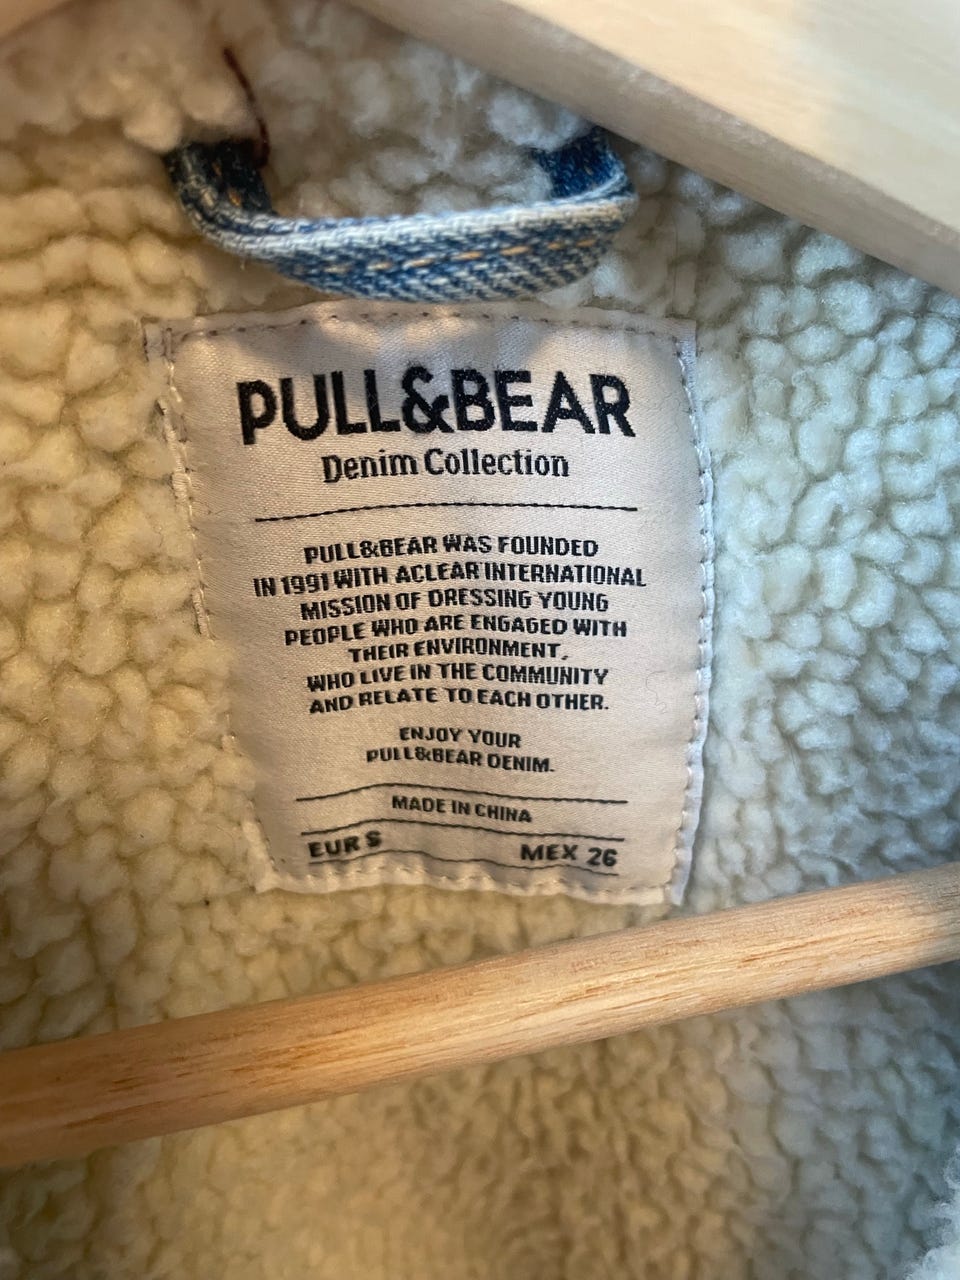 PULL&BEAR
Denim Collection
PULL&BEAR WAS FOUNDED
IN 1991 WITH ACLEAR INTERNATIONAL
MISSION OF DRESSING YOUNG
PEOPLE WHO ARE ENGAGED WITH
THEIR ENVIRONMENT,
WHO LIVE IN THE COMMUNITY
AND RELATE TO EACH OTHER.
ENJOY YOUR
PULL&BEAR DENIM.
MADE IN CHINA
EUR S MEX 26